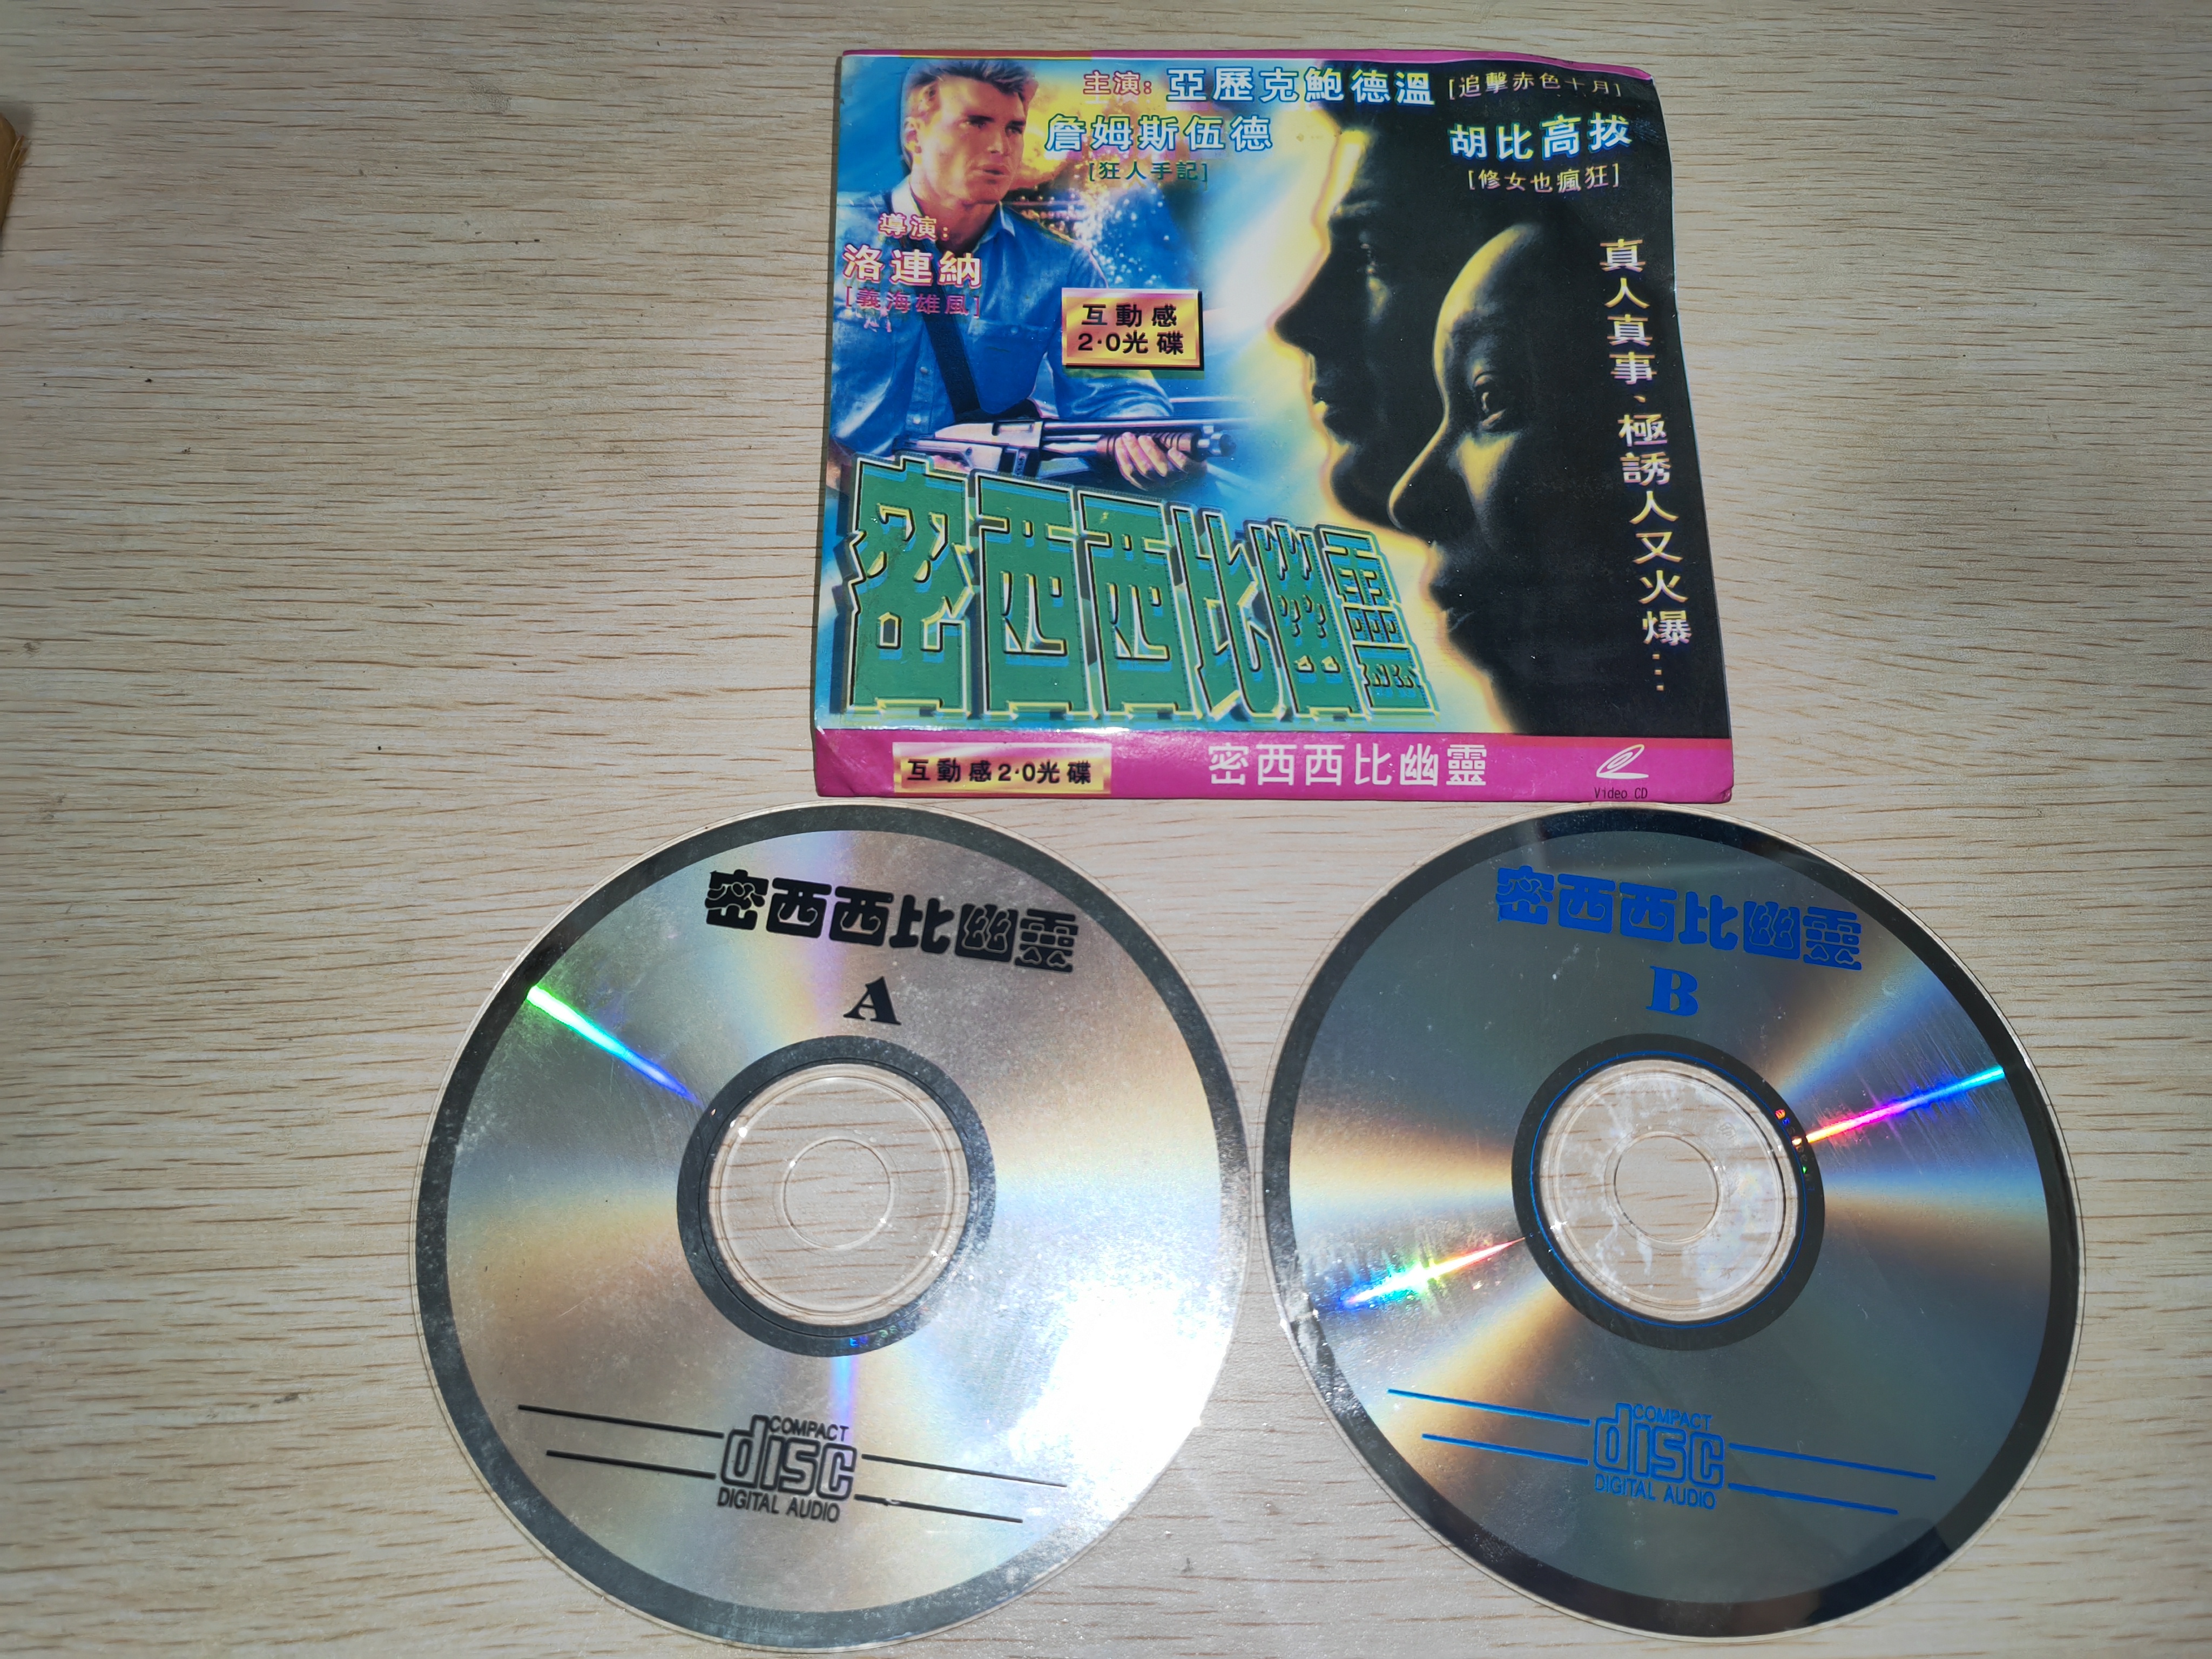 主演: 亞歷克鮑德溫 [追擊赤色十月]
詹姆斯伍德
[狂人手記]
胡比高拔
[修女也瘋狂]
導演:
洛連納
[義海雄風]
互動感
2·0光碟
真人真事、極誘人又火爆…
密西西比幽靈
互動感2·0光碟
密西西比幽靈
Video CD
密西西比幽靈
A
COMPACT
disc
DIGITAL AUDIO
密西西比幽靈
B
COMPACT
disc
DIGITAL AUDIO